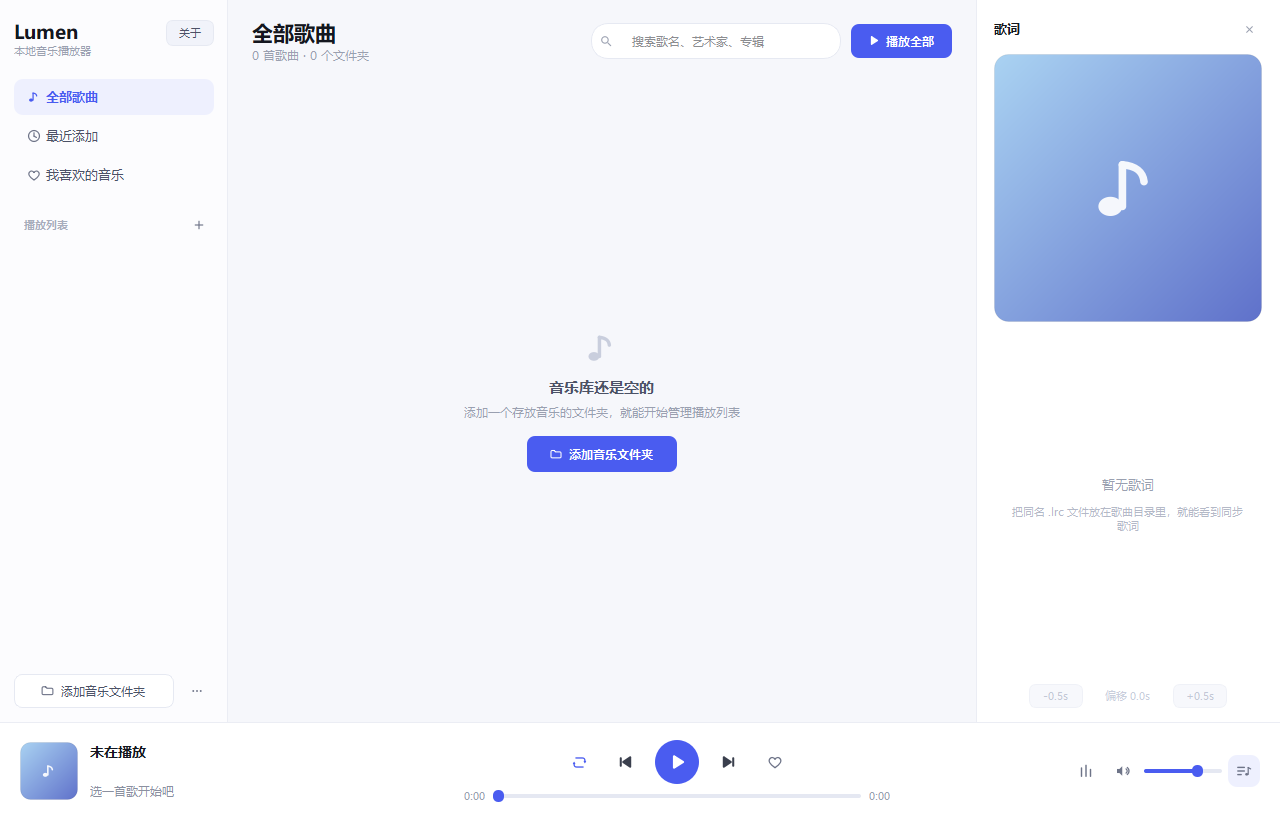 Lumen
关于
本地音乐播放器
全部歌曲
最近添加
我喜欢的音乐
播放列表
添加音乐文件夹
全部歌曲
0 首歌曲 · 0 个文件夹
搜索歌名、艺术家、专辑
播放全部
音乐库还是空的
添加一个存放音乐的文件夹，就能开始管理播放列表
添加音乐文件夹
歌词
暂无歌词
把同名 .lrc 文件放在歌曲目录里，就能看到同步
歌词
-0.5s
偏移 0.0s
+0.5s
未在播放
选一首歌开始吧
0:00
0:00